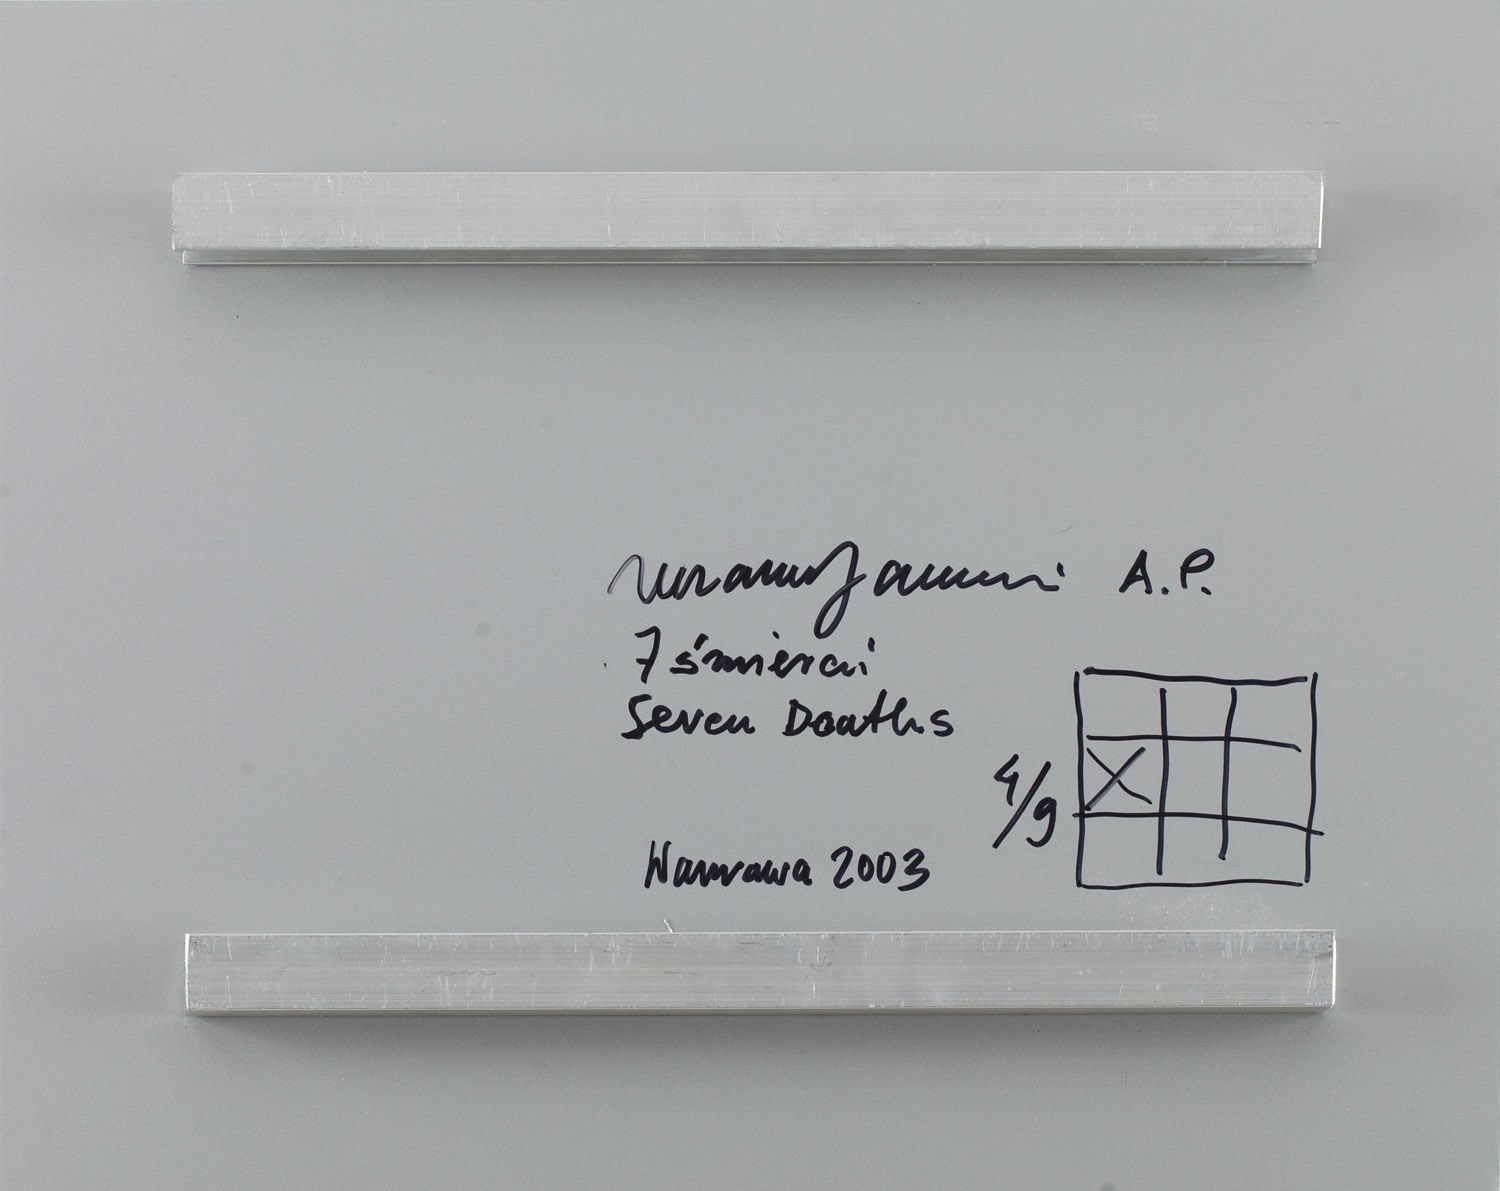 A.P.
7 śmierci
Seven Deaths
4/9
Warszawa 2003